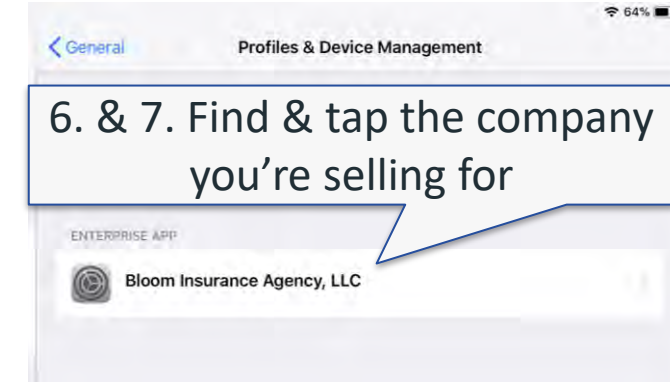 64%
General Profiles & Device Management
6. & 7. Find & tap the company
you’re selling for
ENTERPRISE APP
Bloom Insurance Agency, LLC